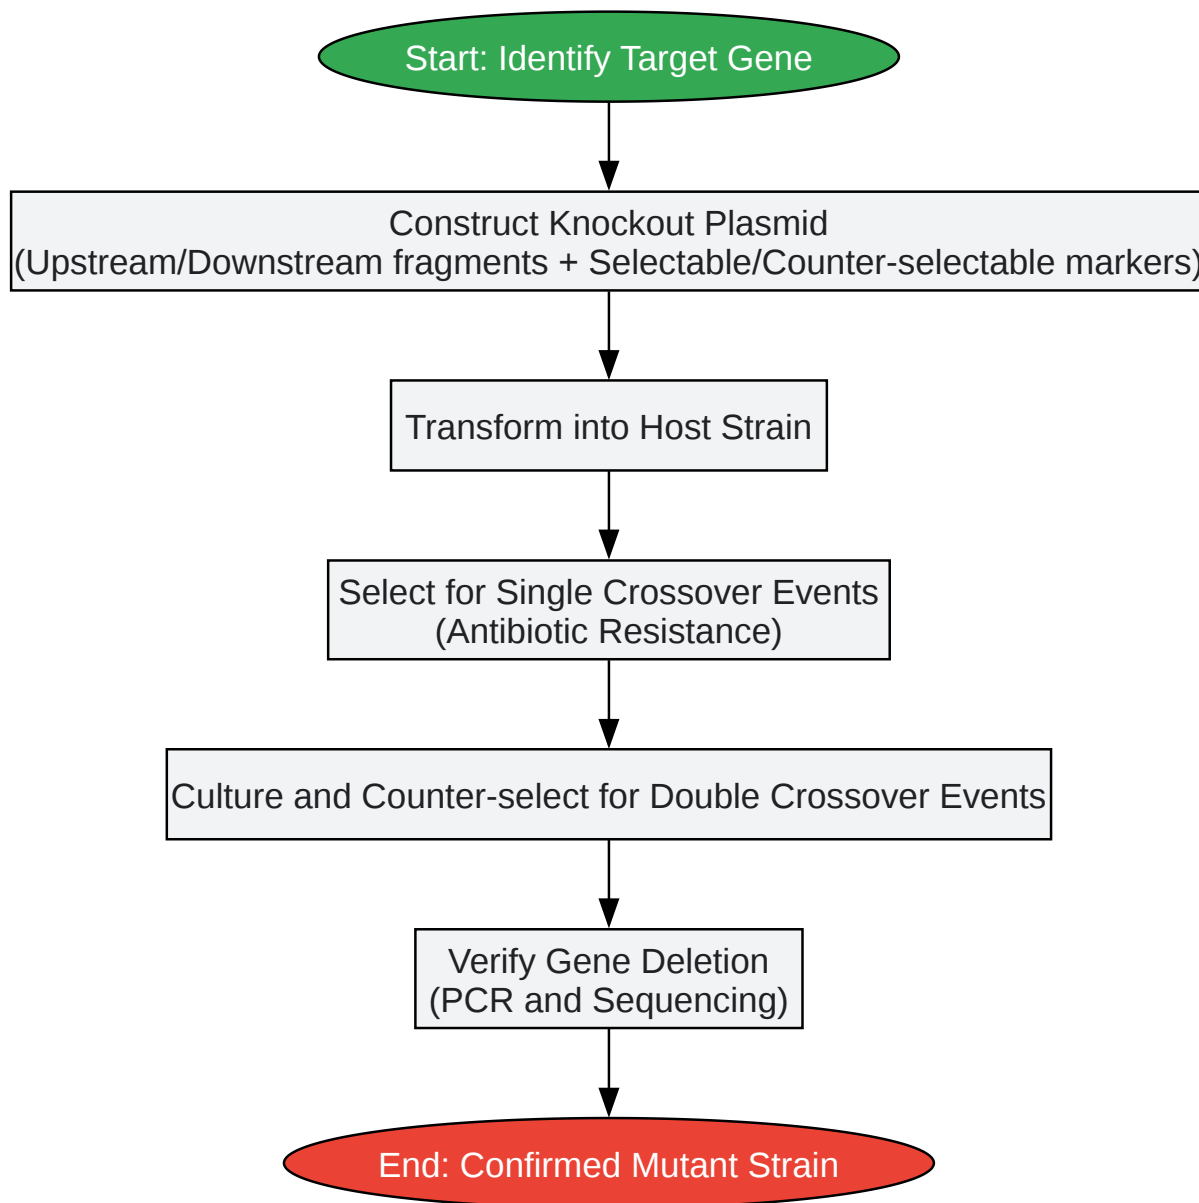 Start: Identify Target Gene
Construct Knockout Plasmid
(Upstream/Downstream fragments + Selectable/Counter-selectable markers)
Transform into Host Strain
Select for Single Crossover Events
(Antibiotic Resistance)
Culture and Counter-select for Double Crossover Events
Verify Gene Deletion
(PCR and Sequencing)
End: Confirmed Mutant Strain